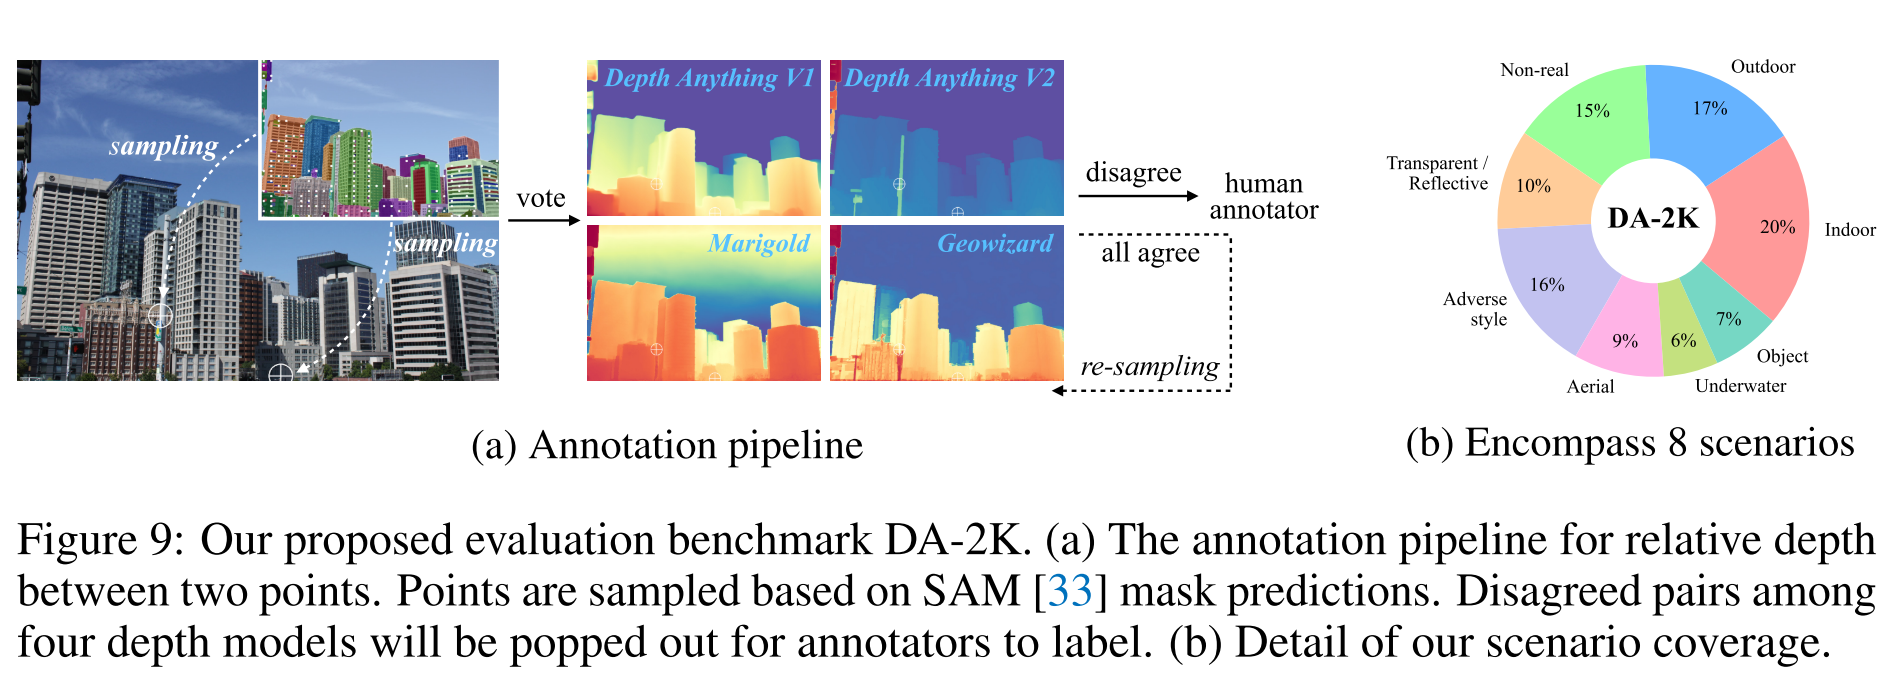 sampling
sampling
vote
Depth Anything V1
Depth Anything V2
Marigold
Geowizard
disagree
human
annotator
all agree
re-sampling
(a) Annotation pipeline
Non-real
15%
Outdoor
17%
Transparent /
Reflective
10%
DA-2K
20%
Indoor
Adverse
style
16%
9%
Aerial
6%
Underwater
7%
Object
(b) Encompass 8 scenarios
Figure 9: Our proposed evaluation benchmark DA-2K. (a) The annotation pipeline for relative depth
between two points. Points are sampled based on SAM [33] mask predictions. Disagreed pairs among
four depth models will be popped out for annotators to label. (b) Detail of our scenario coverage.